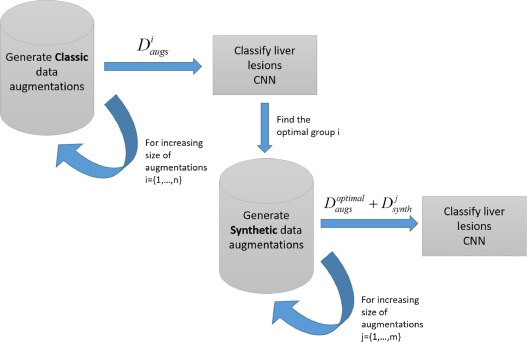 Generate Classic
data
augmentations
D^i_augs
Classify liver
lesions
CNN
For increasing
size of
augmentations
i={1,...,n}
Find the
optimal group i
Generate
Synthetic data
augmentations
D^optimal_augs + D^j_synth
Classify liver
lesions
CNN
For increasing
size of
augmentations
j={1,...,m}